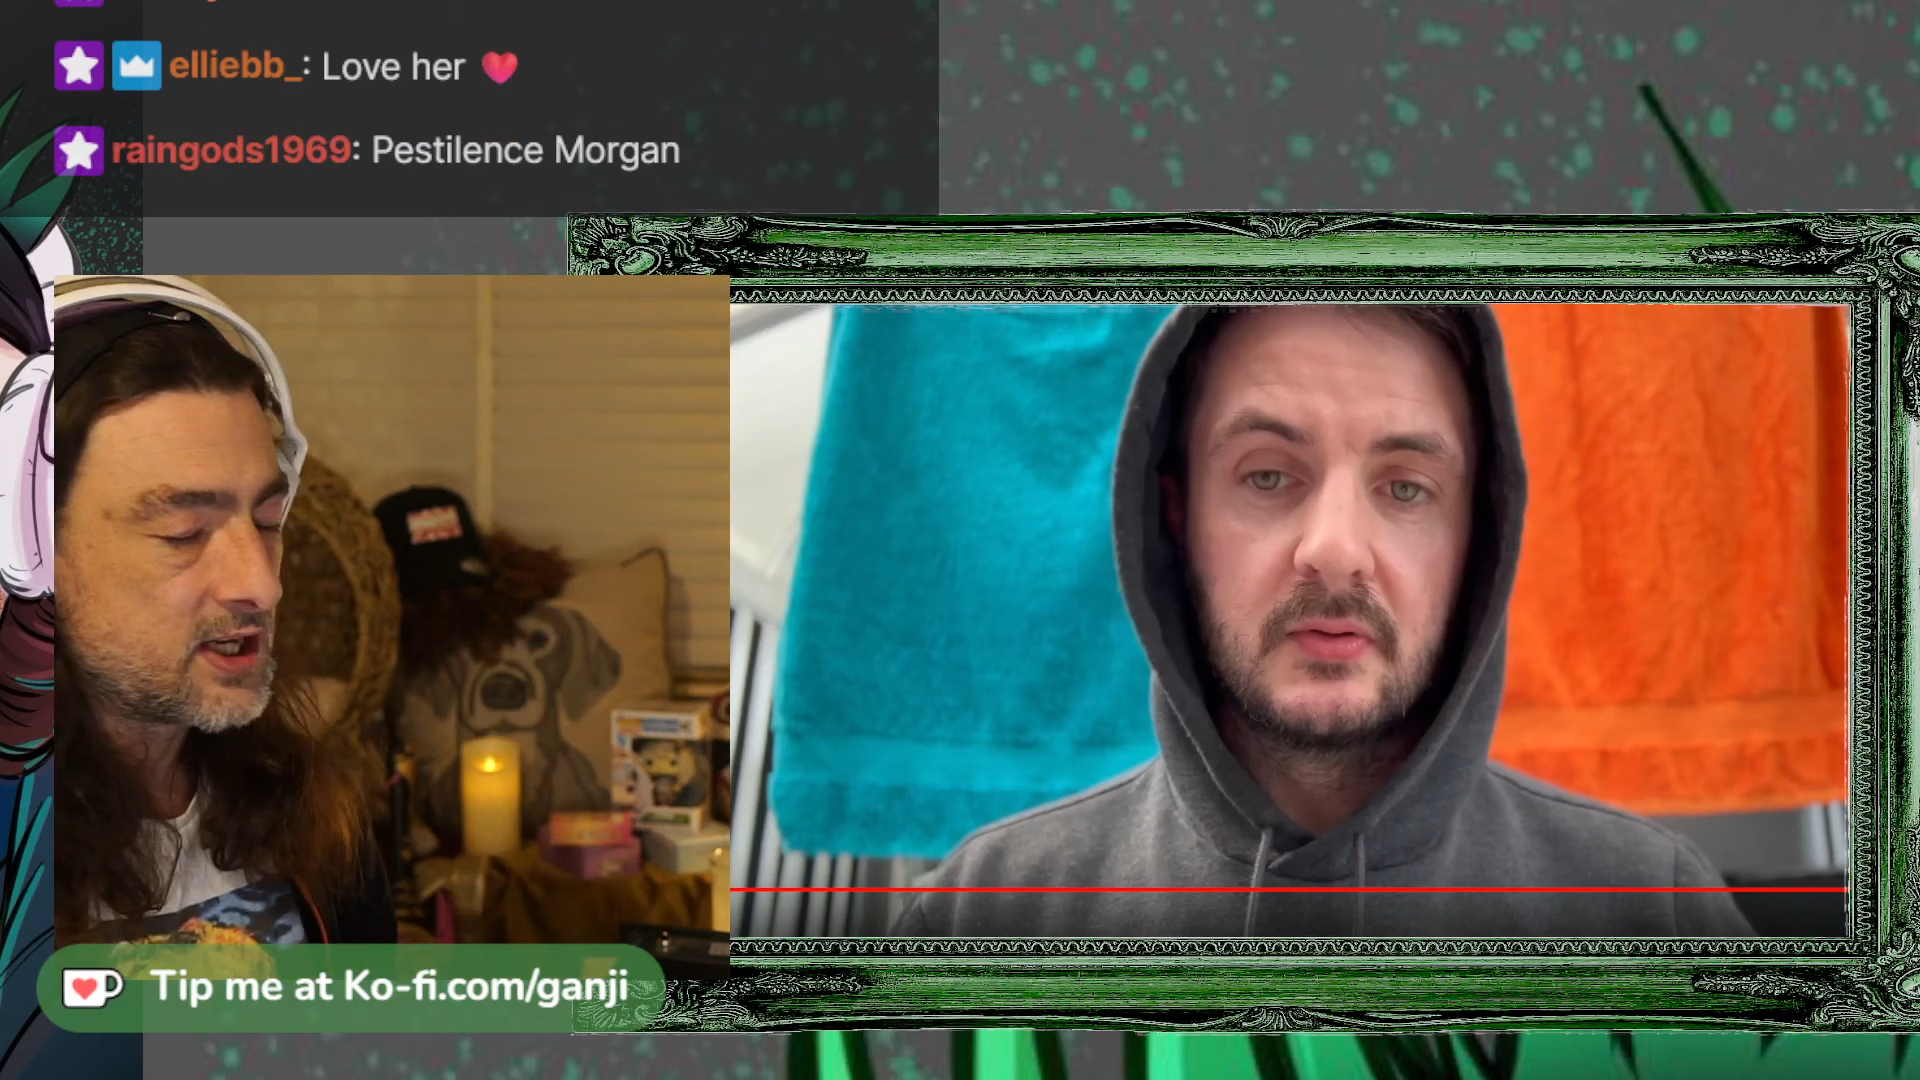 elliebb_: Love her
raingods1969: Pestilence Morgan
Tip me at Ko-fi.com/ganji